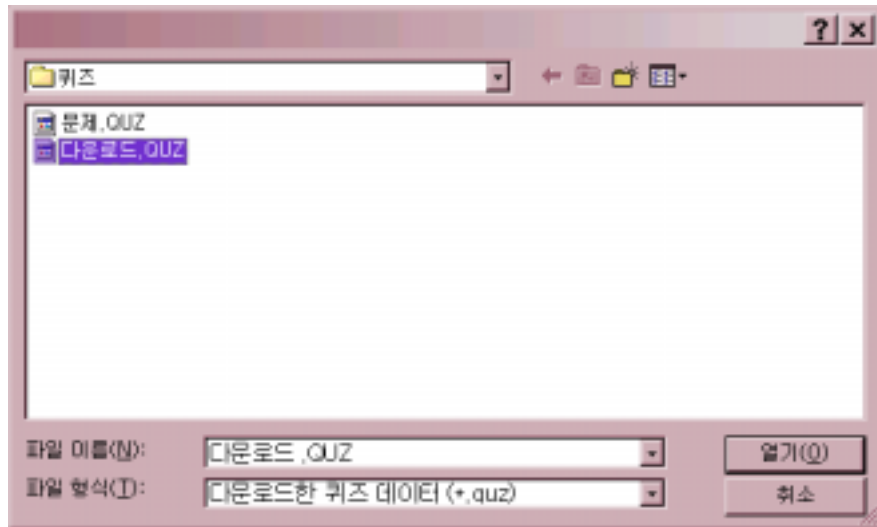 퀴즈
문제.QUZ
다운로드.QUZ
파일 이름(N):
다운로드 .QUZ
열기(O)
파일 형식(T):
다운로드한 퀴즈 데이터 (*.quz)
취소